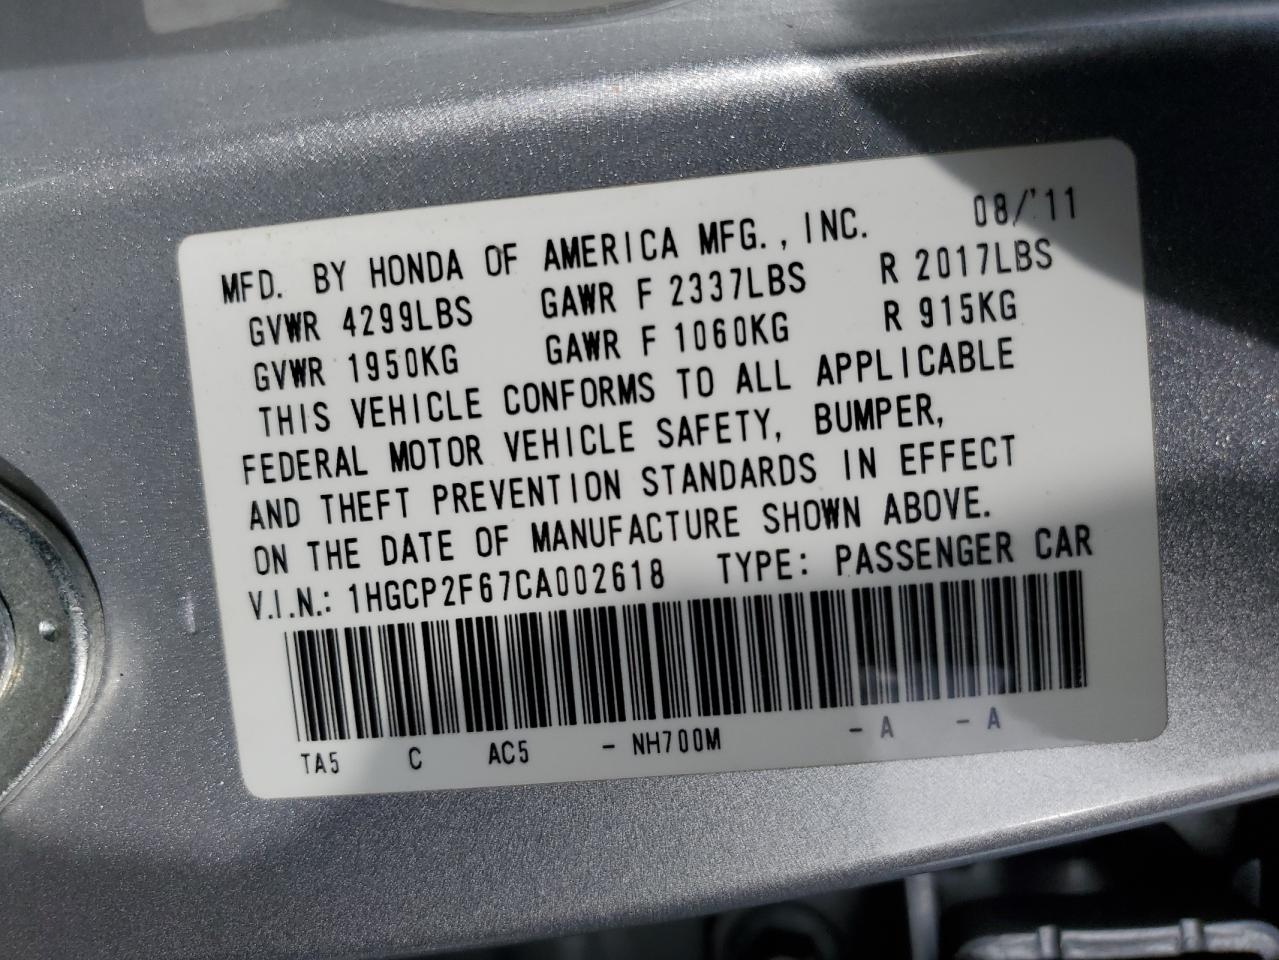 MFD. BY HONDA OF AMERICA MFG., INC. 08/'11
GVWR 4299LBS GAWR F 2337LBS R 2017LBS
GVWR 1950KG GAWR F 1060KG R 915KG
THIS VEHICLE CONFORMS TO ALL APPLICABLE
FEDERAL MOTOR VEHICLE SAFETY, BUMPER,
AND THEFT PREVENTION STANDARDS IN EFFECT
ON THE DATE OF MANUFACTURE SHOWN ABOVE.
V.I.N.: 1HGCP2F67CA002618 TYPE: PASSENGER CAR
TA5 C AC5 - NH700M - A - A